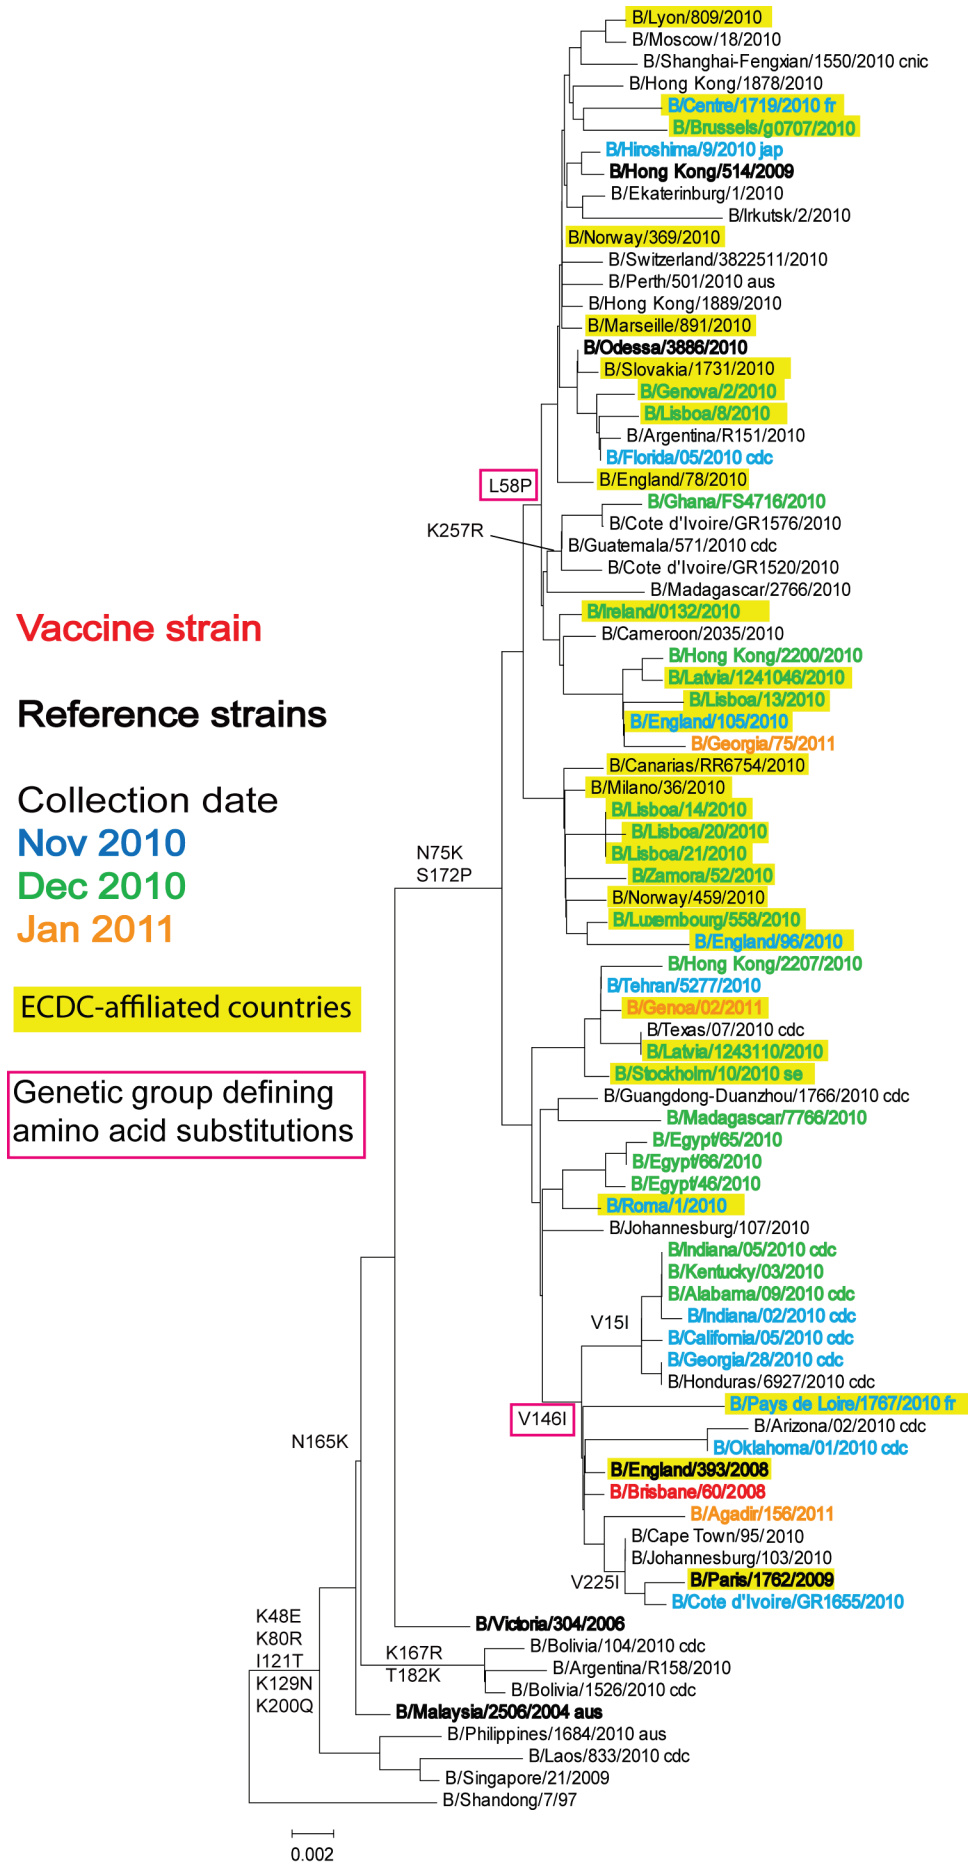 B/Lyon/809/2010
B/Moscow/18/2010
B/Shanghai-Fengxian/1550/2010 cnic
B/Hong Kong/1878/2010
B/Centre/1719/2010 fr
B/Brussels/g0707/2010
B/Hiroshima/9/2010 jap
B/Hong Kong/514/2009
B/Ekaterinburg/1/2010
B/Irkutsk/2/2010
B/Norway/369/2010
B/Switzerland/3822511/2010
B/Perth/501/2010 aus
B/Hong Kong/1889/2010
B/Marseille/891/2010
B/Odessa/3886/2010
B/Slovakia/1731/2010
B/Genova/2/2010
B/Lisboa/8/2010
B/Argentina/R151/2010
B/Florida/05/2010 cdc
B/England/78/2010
L58P
B/Ghana/FS4716/2010
B/Cote d'Ivoire/GR1576/2010
K257R
B/Guatemala/571/2010 cdc
B/Cote d'Ivoire/GR1520/2010
B/Madagascar/2766/2010
B/Ireland/0132/2010
B/Cameroon/2035/2010
B/Hong Kong/2200/2010
B/Latvia/1241046/2010
B/Lisboa/13/2010
B/England/105/2010
B/Georgia/75/2011
B/Canarias/RR6754/2010
B/Milano/36/2010
B/Lisboa/14/2010
B/Lisboa/20/2010
B/Lisboa/21/2010
B/Zamora/52/2010
B/Norway/459/2010
B/Luxembourg/558/2010
B/England/96/2010
N75K
S172P
B/Hong Kong/2207/2010
B/Tehran/5277/2010
B/Genoa/02/2011
B/Texas/07/2010 cdc
B/Latvia/1243110/2010
B/Stockholm/10/2010 se
B/Guangdong-Duanzhou/1766/2010 cdc
B/Madagascar/7766/2010
B/Egypt/65/2010
B/Egypt/66/2010
B/Egypt/46/2010
B/Roma/1/2010
B/Johannesburg/107/2010
B/Indiana/05/2010 cdc
B/Kentucky/03/2010
B/Alabama/09/2010 cdc
B/Indiana/02/2010 cdc
V15I
B/California/05/2010 cdc
B/Georgia/28/2010 cdc
B/Honduras/6927/2010 cdc
B/Pays de Loire/1767/2010 fr
V146I
B/Arizona/02/2010 cdc
B/Oklahoma/01/2010 cdc
N165K
B/England/393/2008
B/Brisbane/60/2008
B/Agadir/156/2011
B/Cape Town/95/2010
B/Johannesburg/103/2010
V225I
B/Paris/1762/2009
B/Cote d'Ivoire/GR1655/2010
B/Victoria/304/2006
K48E
K80R
I121T
K129N
K200Q
K167R
T182K
B/Bolivia/104/2010 cdc
B/Argentina/R158/2010
B/Bolivia/1526/2010 cdc
B/Malaysia/2506/2004 aus
B/Philippines/1684/2010 aus
B/Laos/833/2010 cdc
B/Singapore/21/2009
B/Shandong/7/97
0.002
Vaccine strain
Reference strains
Collection date
Nov 2010
Dec 2010
Jan 2011
ECDC-affiliated countries
Genetic group defining
amino acid substitutions